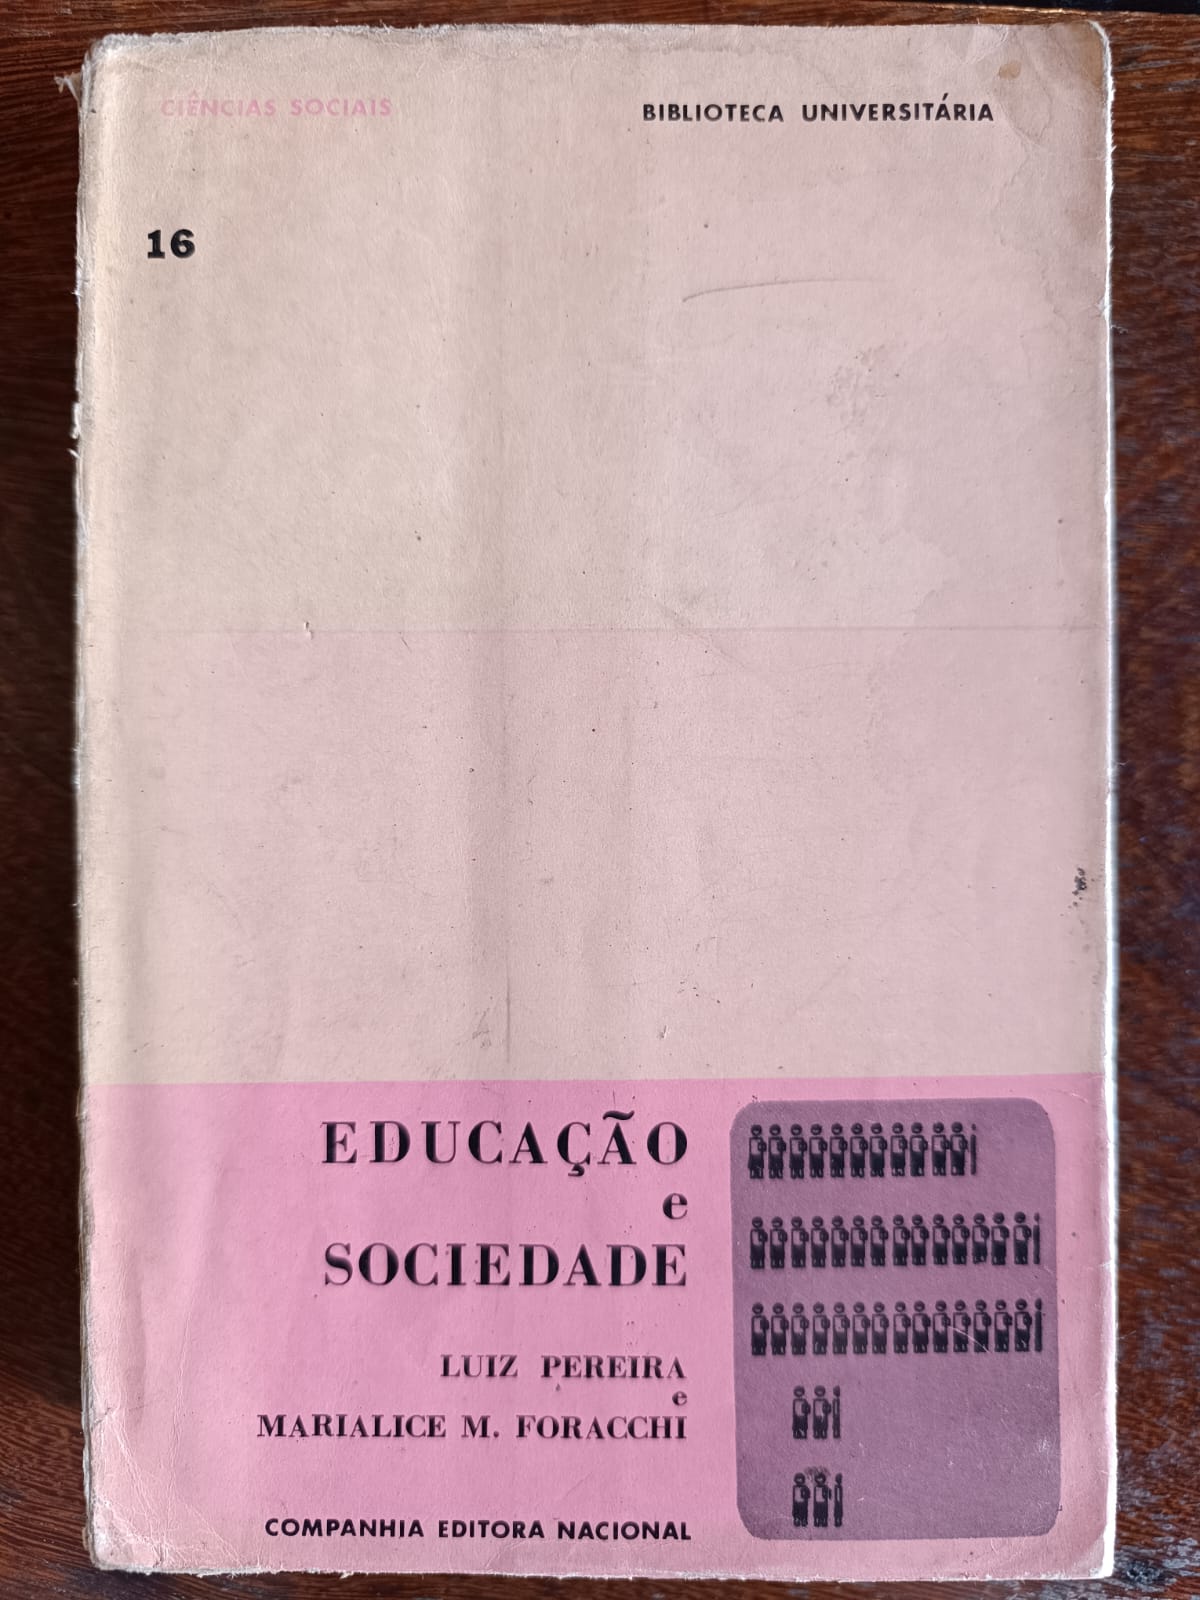 CIÊNCIAS SOCIAIS
BIBLIOTECA UNIVERSITÁRIA
16
EDUCAÇÃO
e
SOCIEDADE
LUIZ PEREIRA
e
MARIALICE M. FORACCHI
COMPANHIA EDITORA NACIONAL